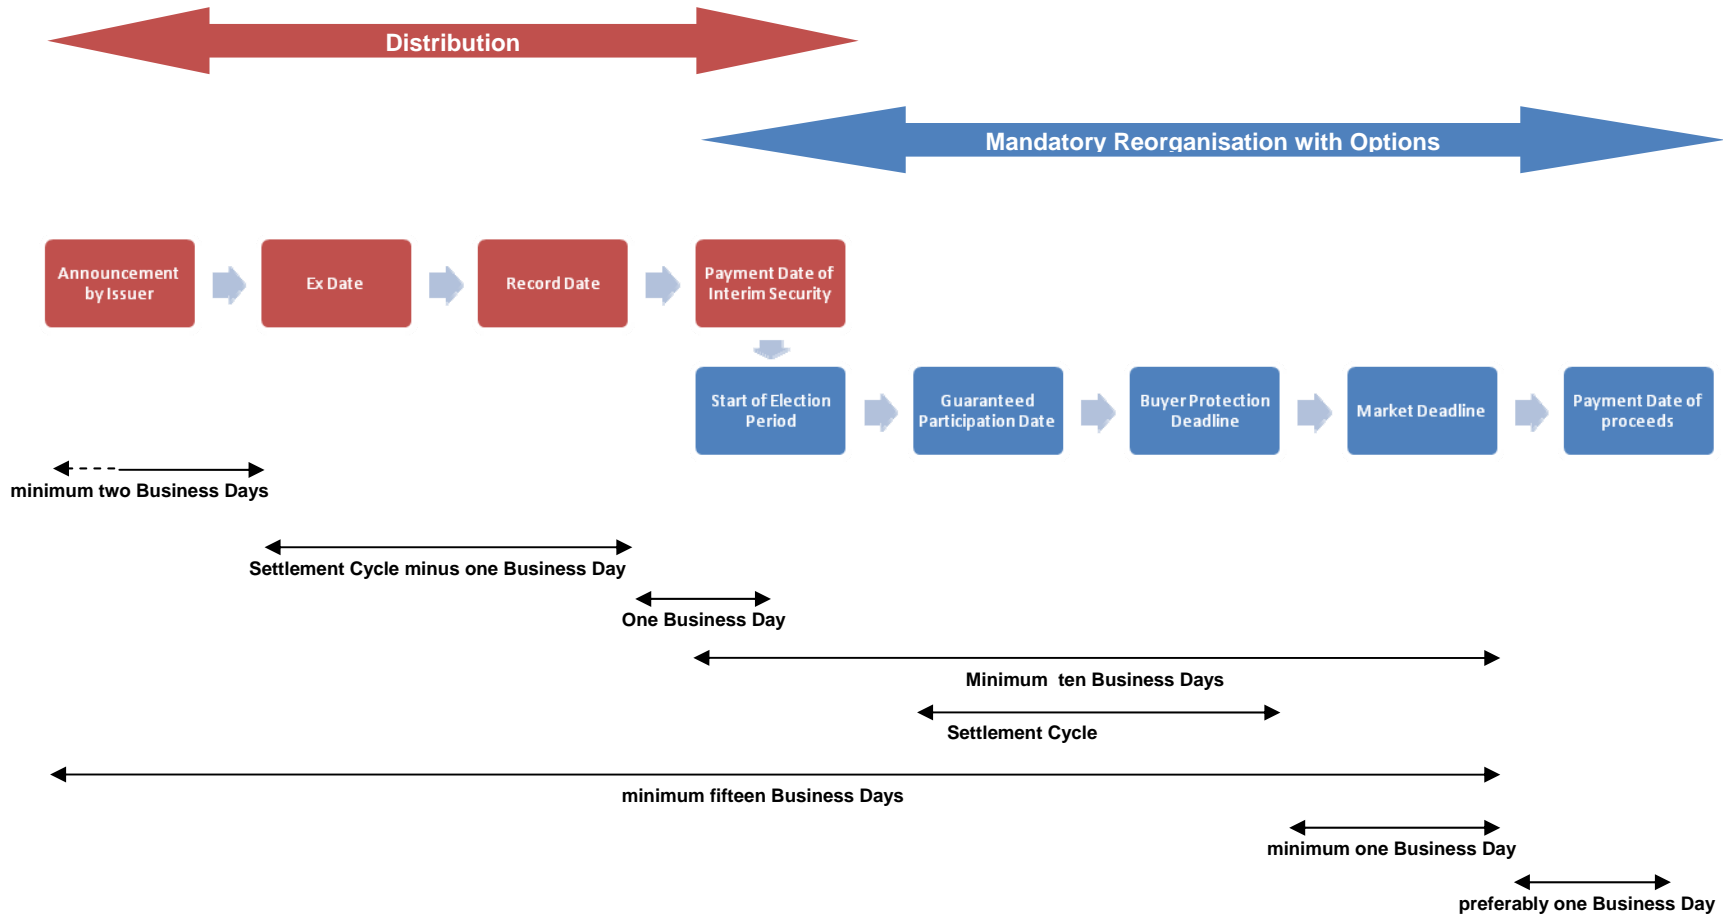 Distribution
Mandatory Reorganisation with Options
Announcement
by Issuer
Ex Date
Record Date
Payment Date of
Interim Security
Start of Election
Period
Guaranteed
Participation Date
Buyer Protection
Deadline
Market Deadline
Payment Date of
proceeds
minimum two Business Days
Settlement Cycle minus one Business Day
One Business Day
Minimum ten Business Days
Settlement Cycle
minimum fifteen Business Days
minimum one Business Day
preferably one Business Day